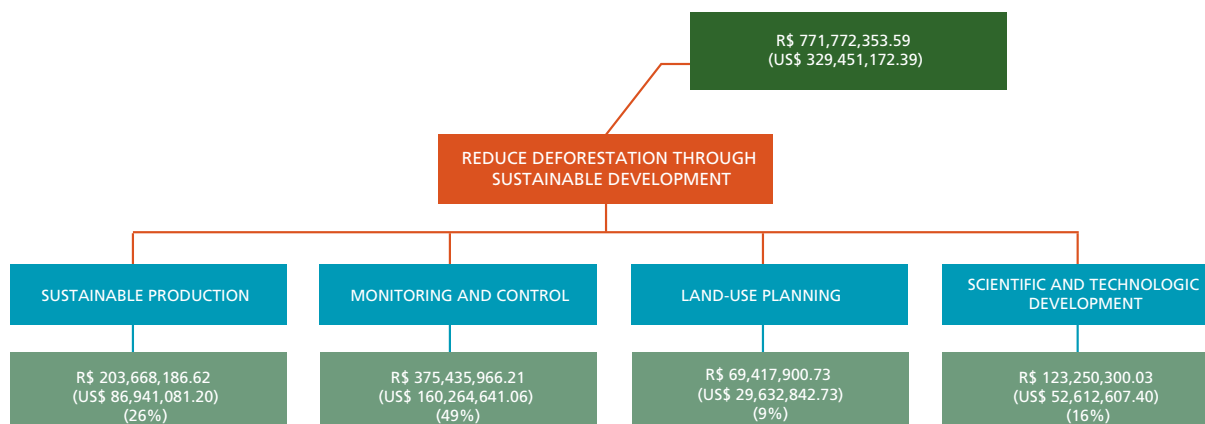 R$ 771,772,353.59
(US$ 329,451,172.39)
REDUCE DEFORESTATION THROUGH
SUSTAINABLE DEVELOPMENT
SUSTAINABLE PRODUCTION
MONITORING AND CONTROL
LAND-USE PLANNING
SCIENTIFIC AND TECHNOLOGIC
DEVELOPMENT
R$ 203,668,186.62
(US$ 86,941,081.20)
(26%)
R$ 375,435,966.21
(US$ 160,264,641.06)
(49%)
R$ 69,417,900.73
(US$ 29,632,842.73)
(9%)
R$ 123,250,300.03
(US$ 52,612,607.40)
(16%)